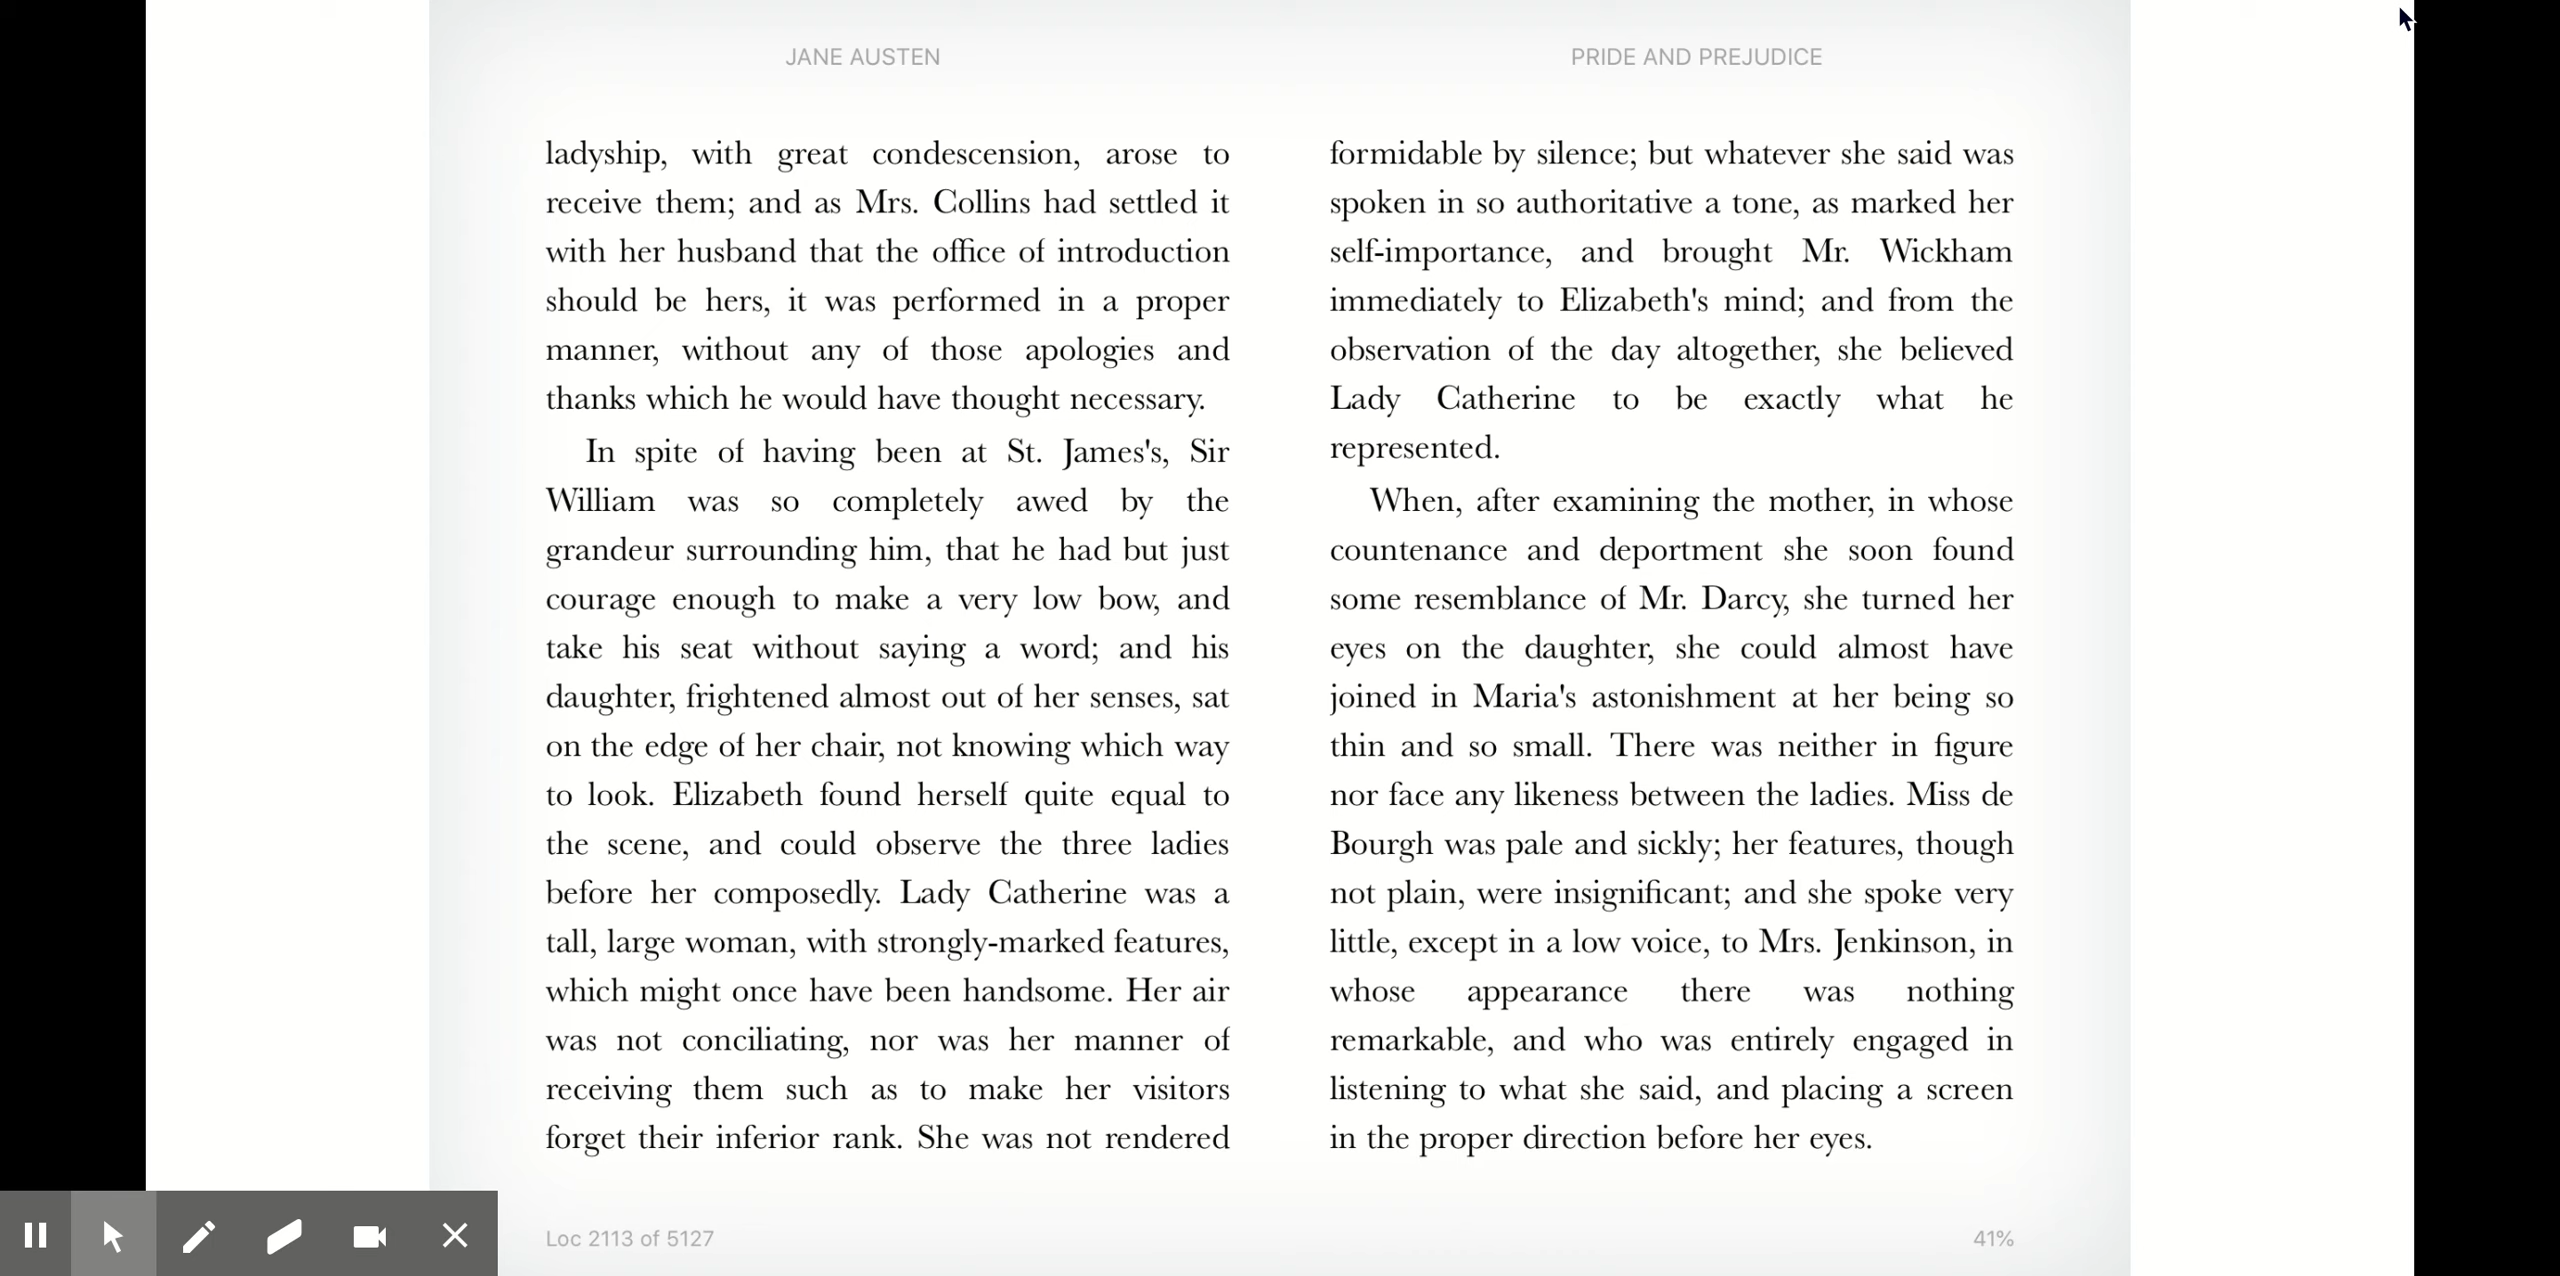 JANE AUSTEN
ladyship, with great condescension, arose to
receive them; and as Mrs. Collins had settled it
with her husband that the office of introduction
should be hers, it was performed in a proper
manner, without any of those apologies and
thanks which he would have thought necessary.
In spite of having been at St. James's, Sir
William was so completely awed by the
grandeur surrounding him, that he had but just
courage enough to make a very low bow, and
take his seat without saying a word; and his
daughter, frightened almost out of her senses, sat
on the edge of her chair, not knowing which way
to look. Elizabeth found herself quite equal to
the scene, and could observe the three ladies
before her composedly. Lady Catherine was a
tall, large woman, with strongly-marked features,
which might once have been handsome. Her air
was not conciliating, nor was her manner of
receiving them such as to make her visitors
forget their inferior rank. She was not rendered
Loc 2113 of 5127
PRIDE AND PREJUDICE
formidable by silence; but whatever she said was
spoken in so authoritative a tone, as marked her
self-importance, and brought Mr. Wickham
immediately to Elizabeth's mind; and from the
observation of the day altogether, she believed
Lady Catherine to be exactly what he
represented.
When, after examining the mother, in whose
countenance and deportment she soon found
some resemblance of Mr. Darcy, she turned her
eyes on the daughter, she could almost have
joined in Maria's astonishment at her being so
thin and so small. There was neither in figure
nor face any likeness between the ladies. Miss de
Bourgh was pale and sickly; her features, though
not plain, were insignificant; and she spoke very
little, except in a low voice, to Mrs. Jenkinson, in
whose appearance there was nothing
remarkable, and who was entirely engaged in
listening to what she said, and placing a screen
in the proper direction before her eyes.
41%